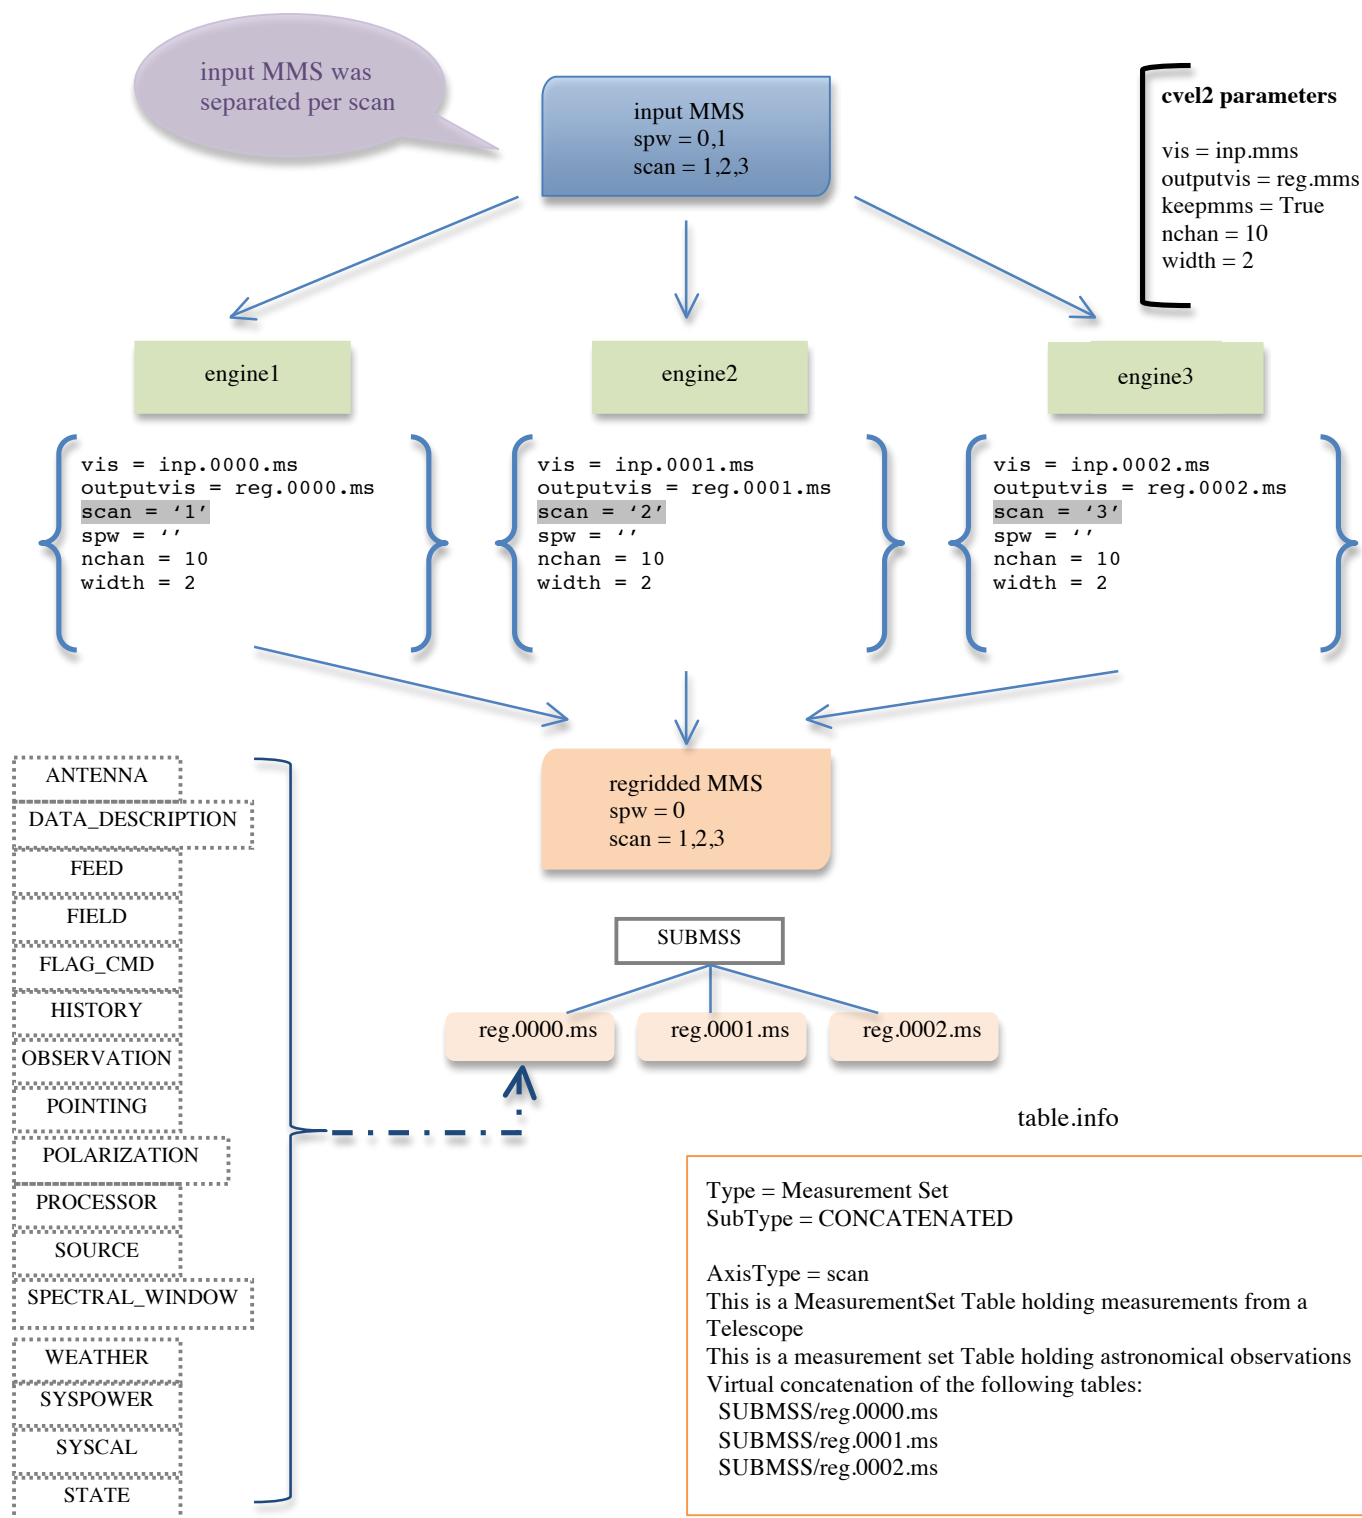 input MMS was
separated per scan
input MMS
spw = 0,1
scan = 1,2,3
cvel2 parameters
vis = inp.mms
outputvis = reg.mms
keepmms = True
nchan = 10
width = 2
engine1
engine2
engine3
vis = inp.0000.ms
outputvis = reg.0000.ms
scan = ‘1’
spw = ‘’
nchan = 10
width = 2
vis = inp.0001.ms
outputvis = reg.0001.ms
scan = ‘2’
spw = ‘’
nchan = 10
width = 2
vis = inp.0002.ms
outputvis = reg.0002.ms
scan = ‘3’
spw = ‘’
nchan = 10
width = 2
regridded MMS
spw = 0
scan = 1,2,3
ANTENNA
DATA_DESCRIPTION
FEED
FIELD
FLAG_CMD
HISTORY
OBSERVATION
POINTING
POLARIZATION
PROCESSOR
SOURCE
SPECTRAL_WINDOW
WEATHER
SYSPOWER
SYSCAL
STATE
SUBMSS
reg.0000.ms
reg.0001.ms
reg.0002.ms
table.info
Type = Measurement Set
SubType = CONCATENATED
AxisType = scan
This is a MeasurementSet Table holding measurements from a
Telescope
This is a measurement set Table holding astronomical observations
Virtual concatenation of the following tables:
SUBMSS/reg.0000.ms
SUBMSS/reg.0001.ms
SUBMSS/reg.0002.ms